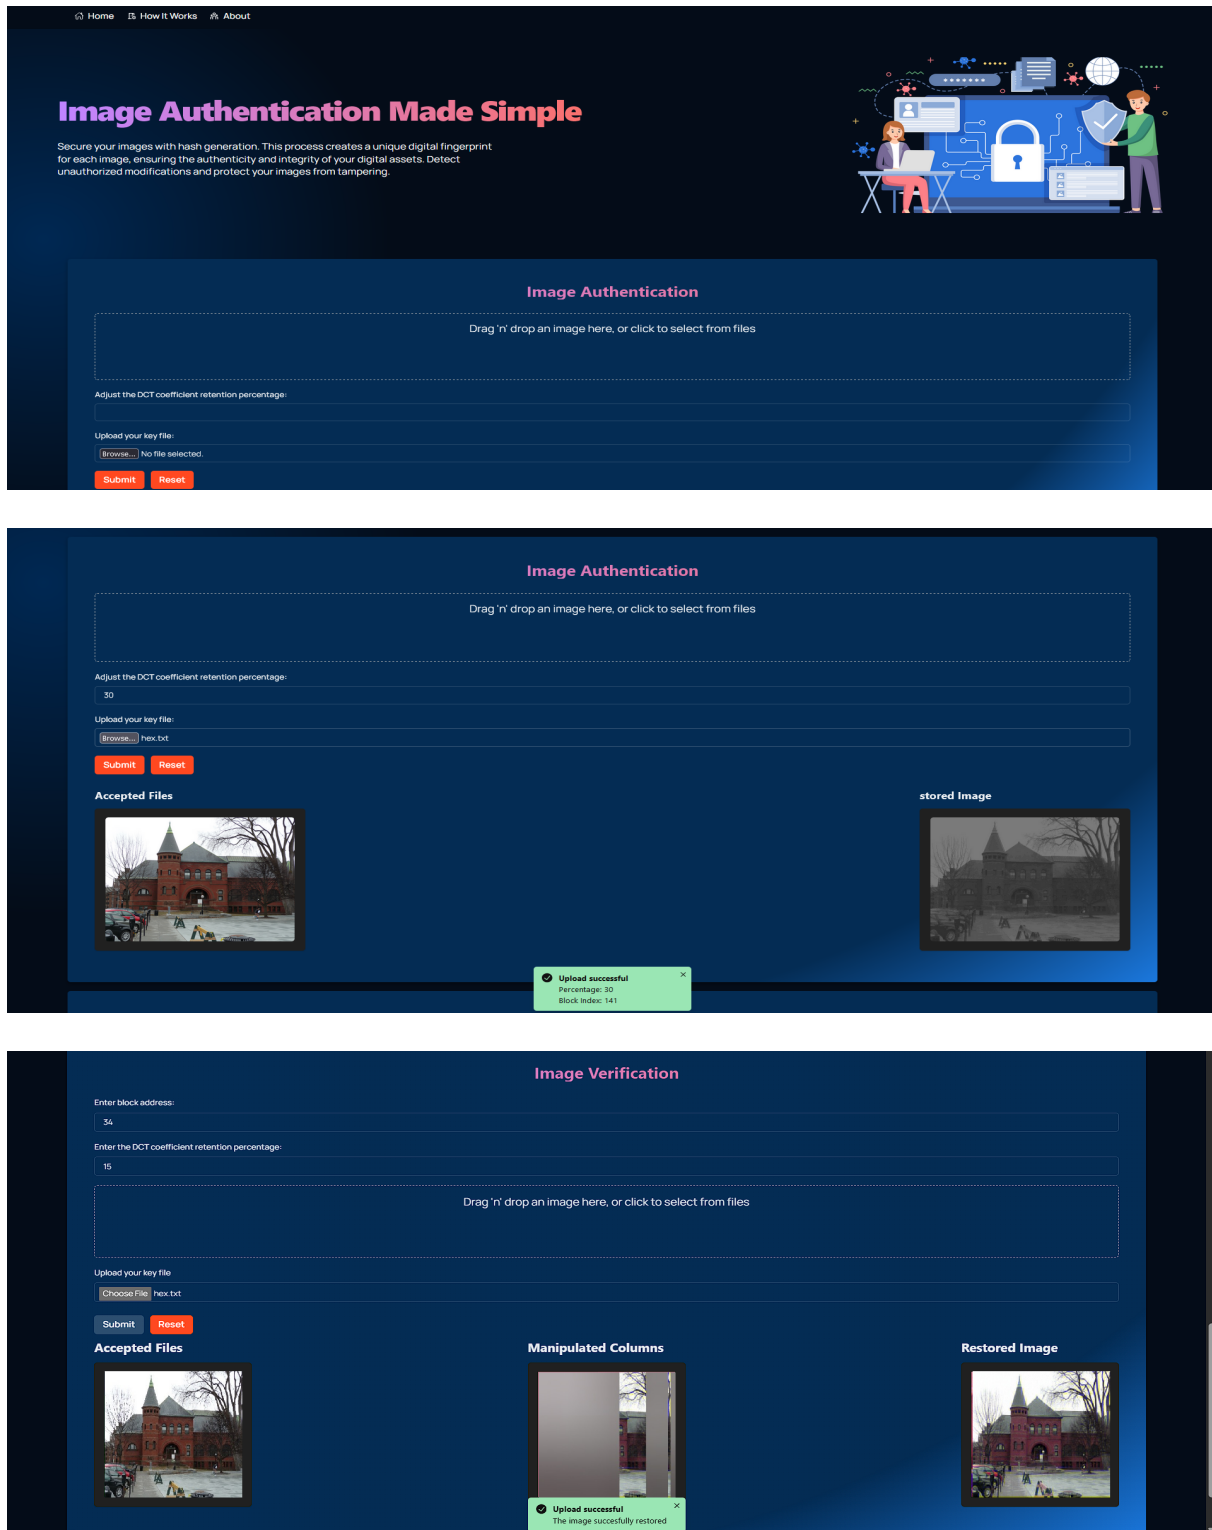 Home How It Works About
Image Authentication Made Simple
Secure your images with hash generation. This process creates a unique digital fingerprint
for each image, ensuring the authenticity and integrity of your digital assets. Detect
unauthorized modifications and protect your images from tampering.
Image Authentication
Drag 'n' drop an image here, or click to select from files
Adjust the DCT coefficient retention percentage:
Upload your key file:
Browse... No file selected.
Submit Reset
Image Authentication
Drag 'n' drop an image here, or click to select from files
Adjust the DCT coefficient retention percentage:
30
Upload your key file:
Browse... hex.txt
Submit Reset
Accepted Files stored Image
Upload successful
Percentage: 30
Block Index: 141
Image Verification
Enter block address:
34
Enter the DCT coefficient retention percentage:
15
Drag 'n' drop an image here, or click to select from files
Upload your key file
Choose File hex.txt
Submit Reset
Accepted Files Manipulated Columns Restored Image
Upload successful
The image succesfully restored